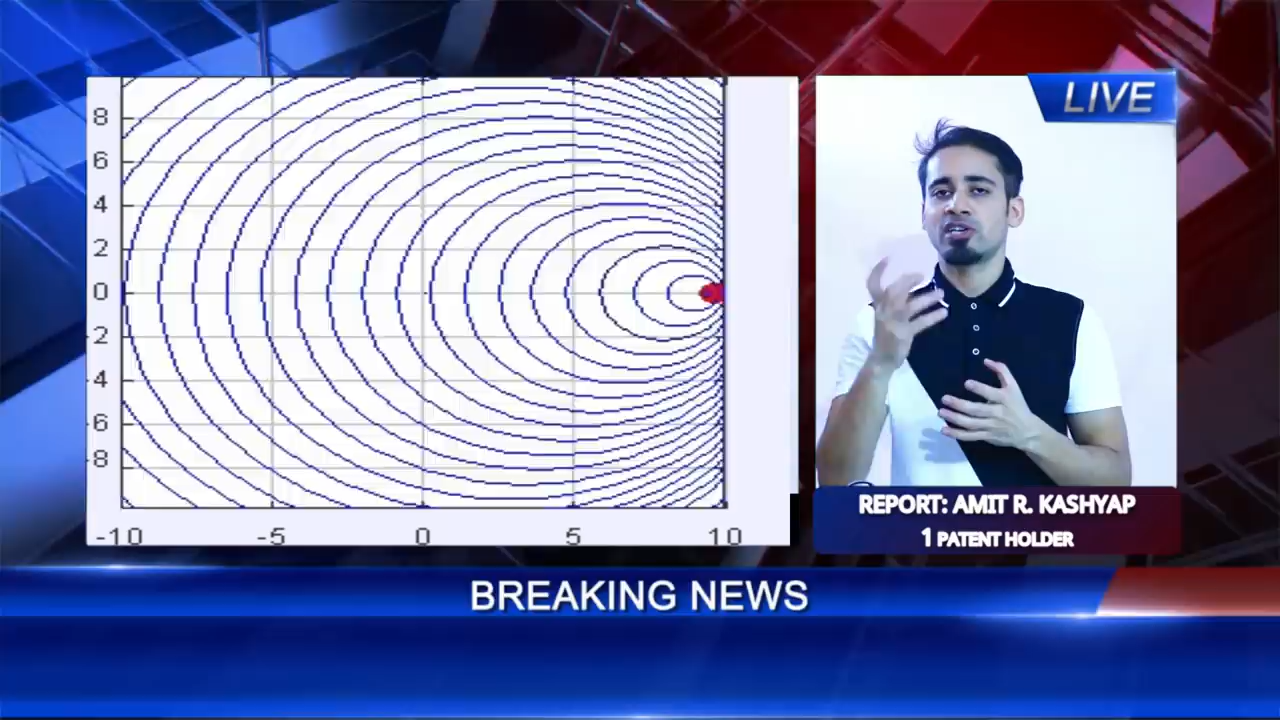 LIVE
8
6
4
2
0
-2
-4
-6
-8
-10 -5 0 5 10
REPORT: AMIT R. KASHYAP
1 PATENT HOLDER
BREAKING NEWS